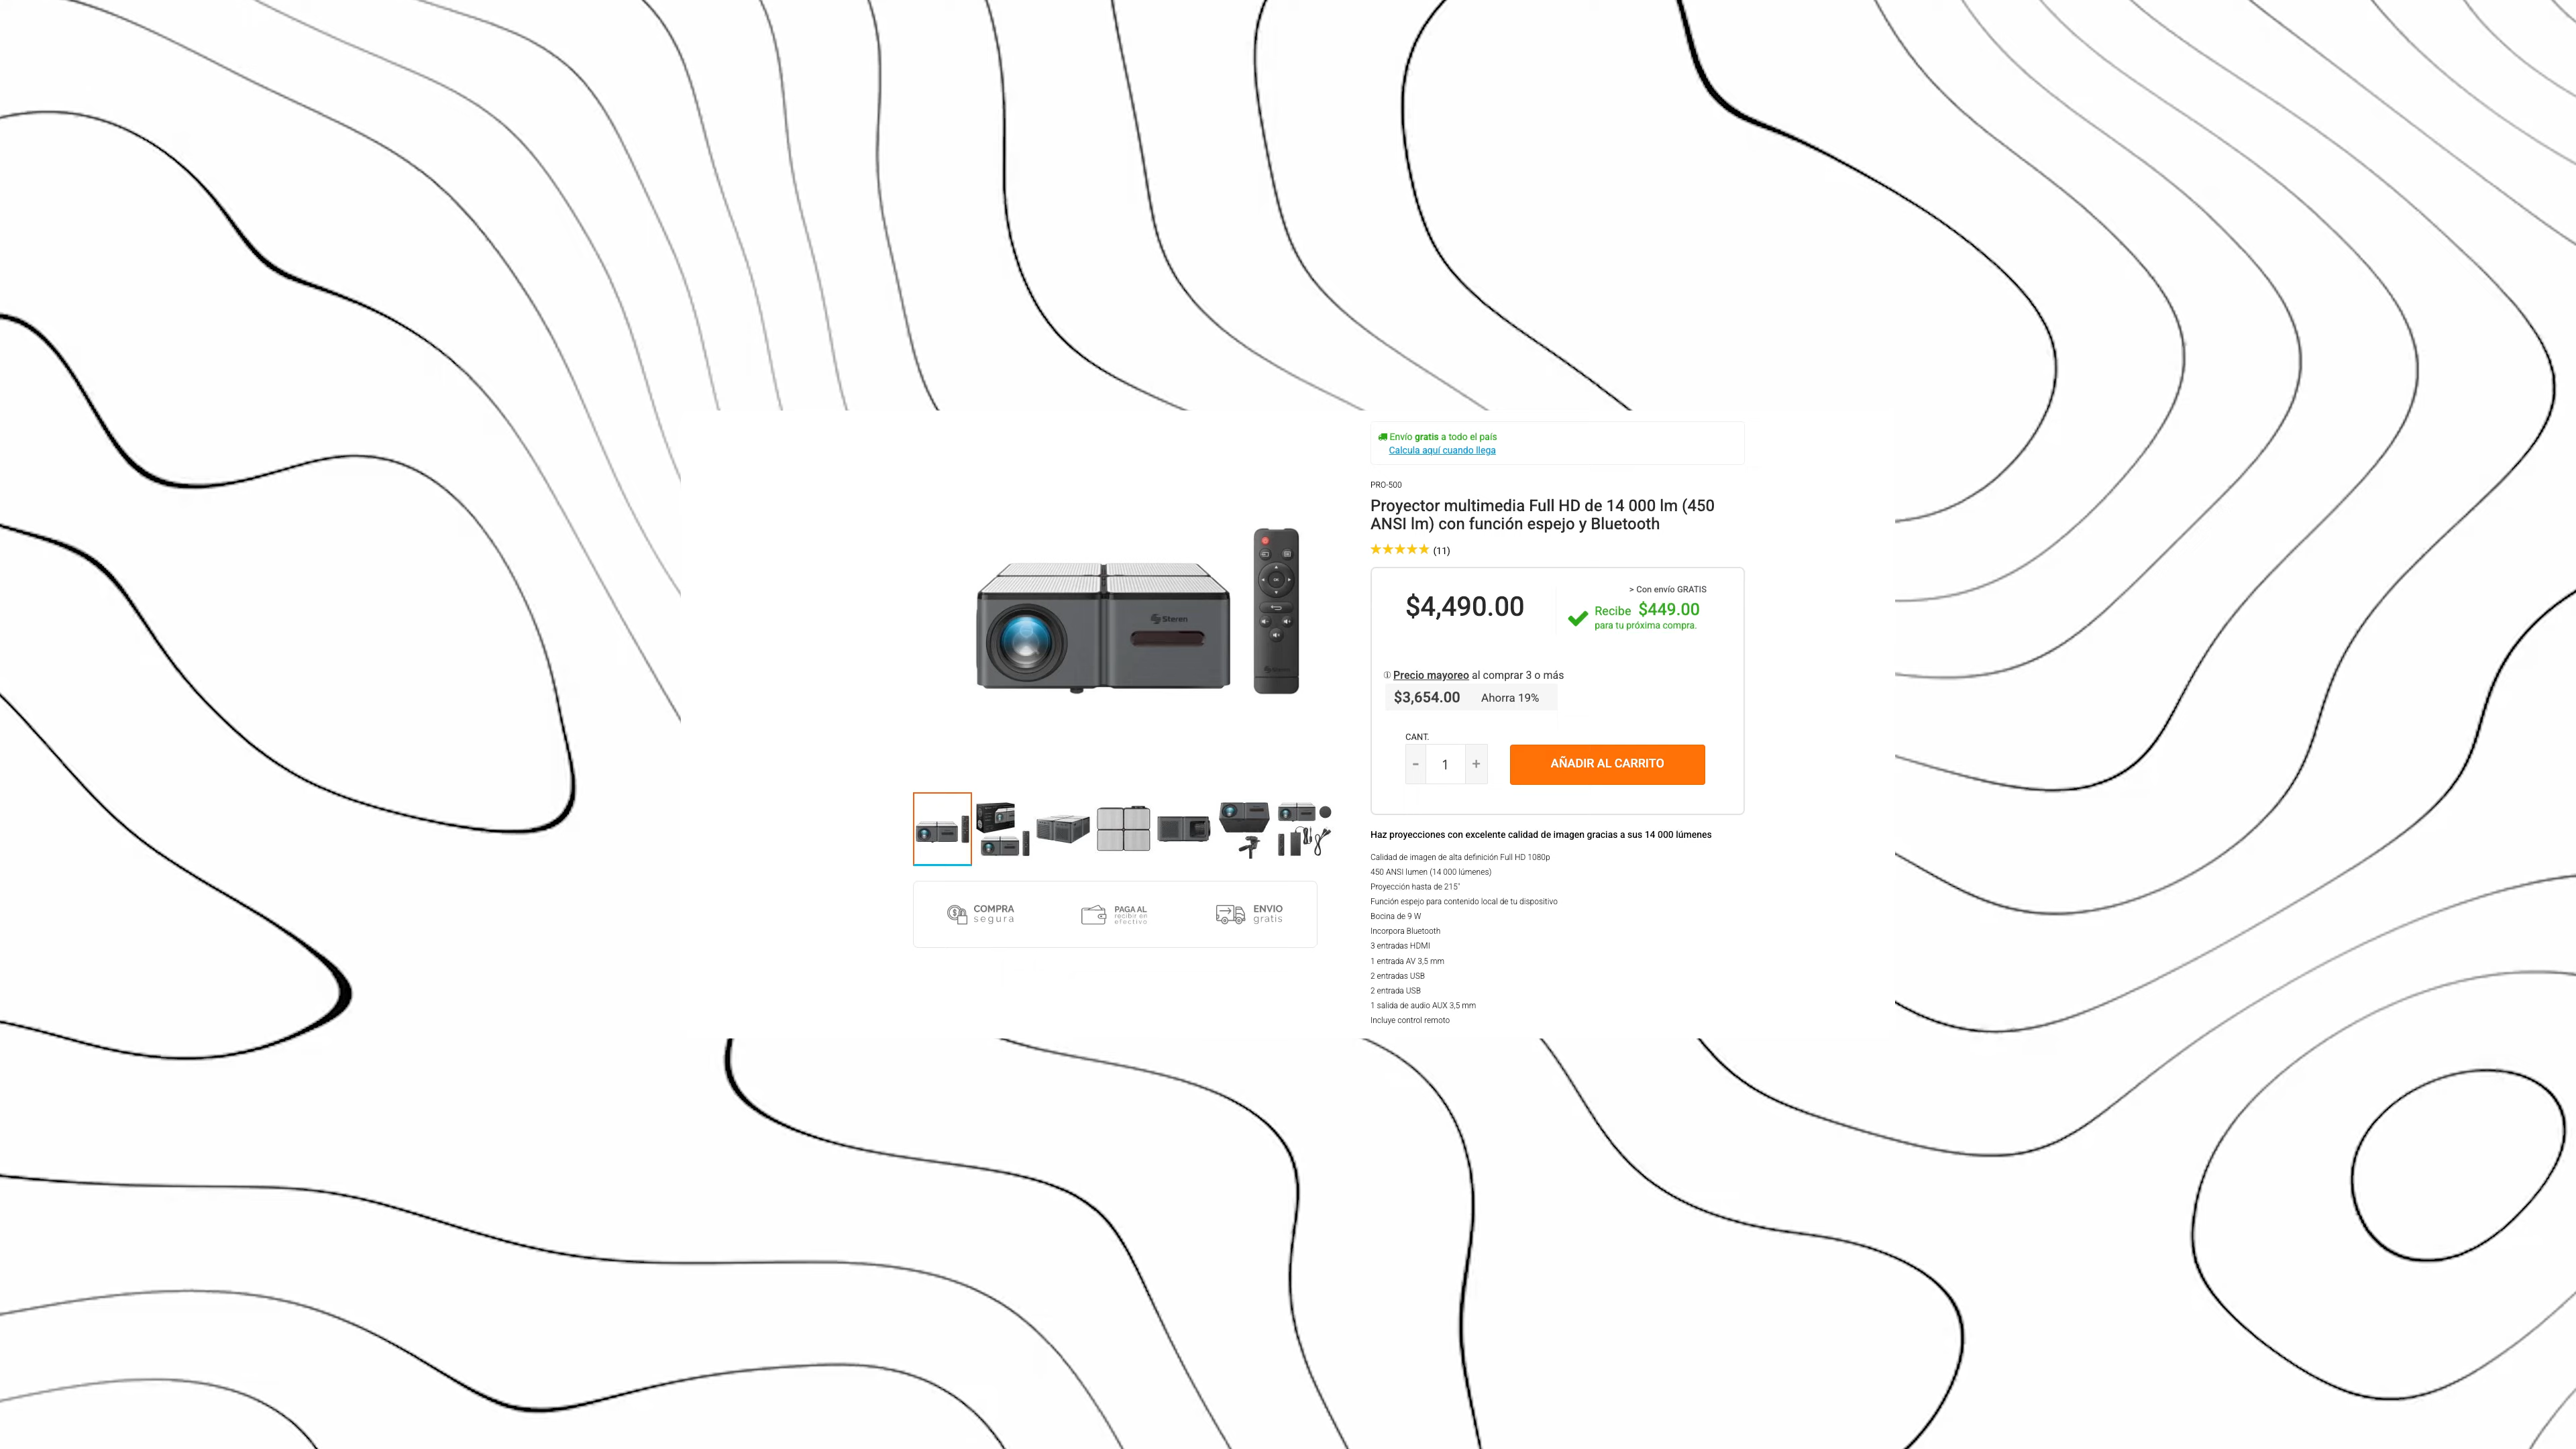 Envío gratis a todo el país
Calcula aquí cuando llega
PRO-500
Proyector multimedia Full HD de 14 000 lm (450
ANSI lm) con función espejo y Bluetooth
(11)
> Con envío GRATIS
$4,490.00
Recibe $449.00
para tu próxima compra.
Precio mayoreo al comprar 3 o más
$3,654.00 Ahorra 19%
CANT.
- 1 +
AÑADIR AL CARRITO
Haz proyecciones con excelente calidad de imagen gracias a sus 14 000 lúmenes
Calidad de imagen de alta definición Full HD 1080p
450 ANSI lumen (14 000 lúmenes)
Proyección hasta de 215"
Función espejo para contenido local de tu dispositivo
Bocina de 9 W
Incorpora Bluetooth
3 entradas HDMI
1 entrada AV 3,5 mm
2 entradas USB
2 entrada USB
1 salida de audio AUX 3,5 mm
Incluye control remoto
Steren
COMPRA
segura
PAGA AL
recibir en
efectivo
ENVIO
gratis